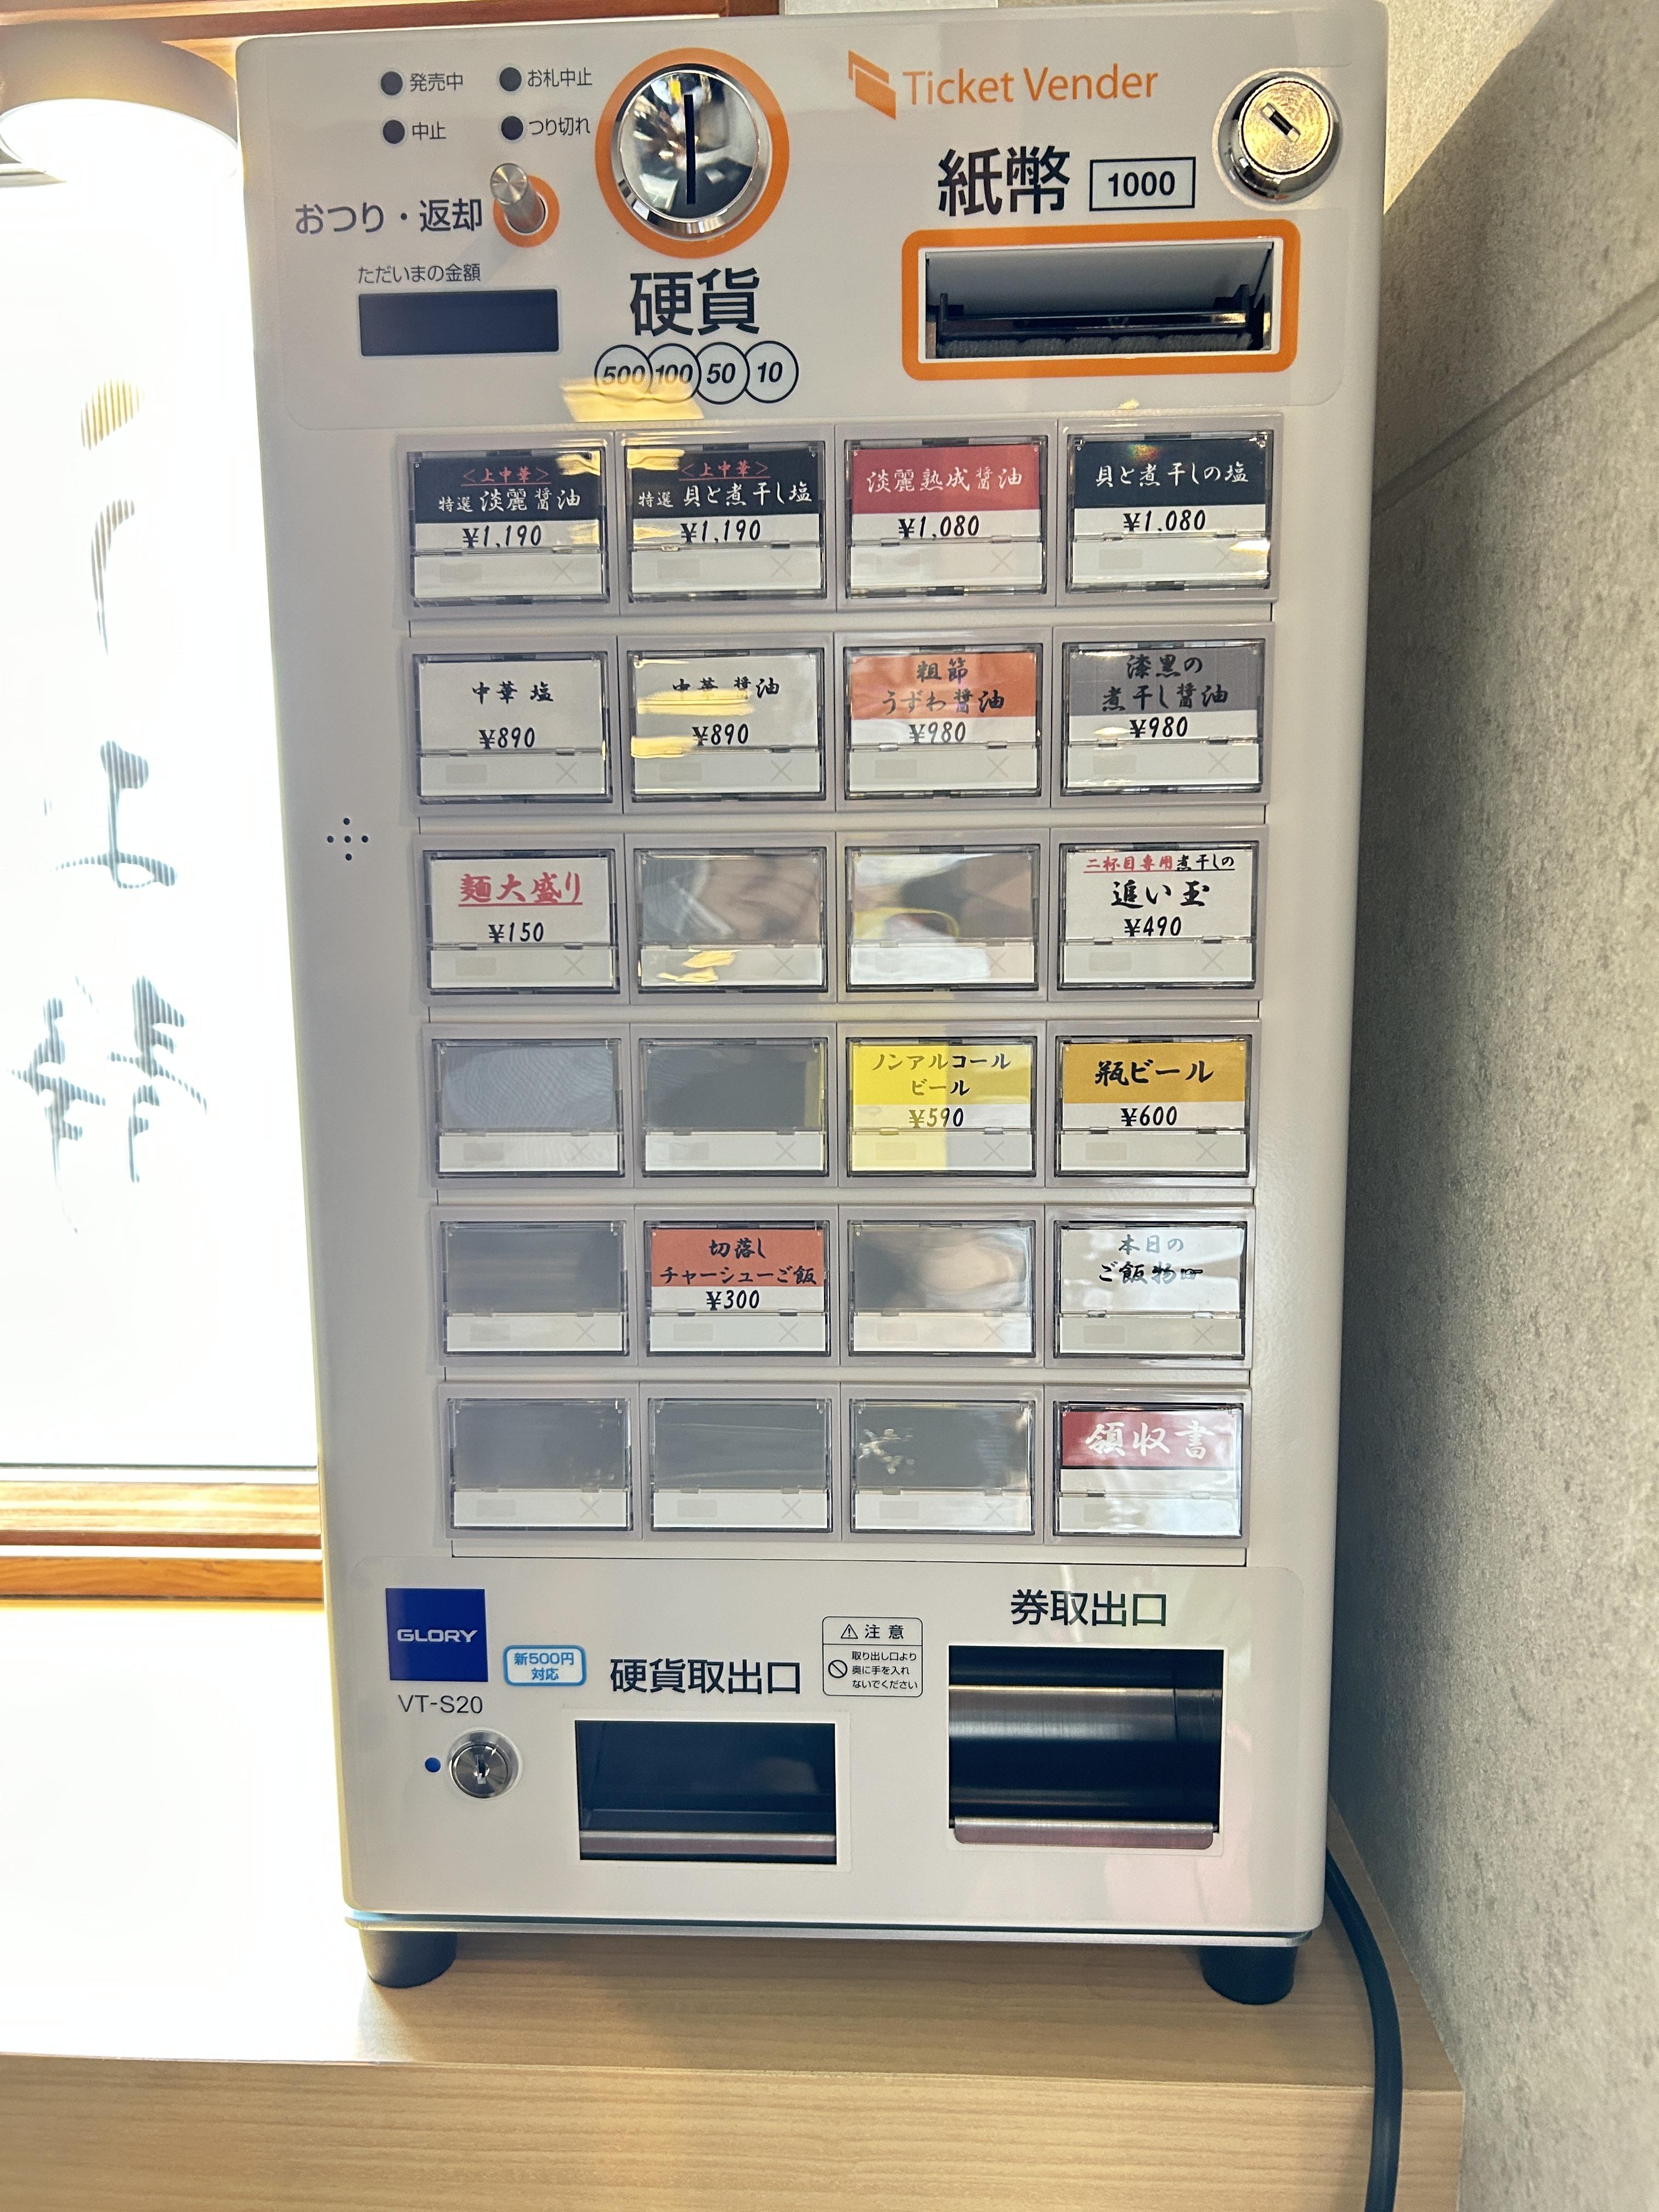 発売中 お札中止
中止 つり切れ
Ticket Vender
おつり・返却
紙幣 1000
ただいまの金額
硬貨
500 100 50 10
<上中華>
特選 淡麗醤油
¥1,190
<上中華>
特選 貝と煮干し塩
¥1,190
淡麗熟成醤油
¥1,080
貝と煮干しの塩
¥1,080
中華 塩
¥890
中華 醤油
¥890
粗節
うずわ醤油
¥980
漆黒の
煮干し醤油
¥980
麺大盛り
¥150
二杯目専用煮干しの
追い玉
¥490
ノンアルコール
ビール
¥590
瓶ビール
¥600
切落し
チャーシューご飯
¥300
本日の
ご飯物
領収書
GLORY
新500円
対応
VT-S20
硬貨取出口
注意
取り出し口より
奥に手を入れ
ないでください
券取出口